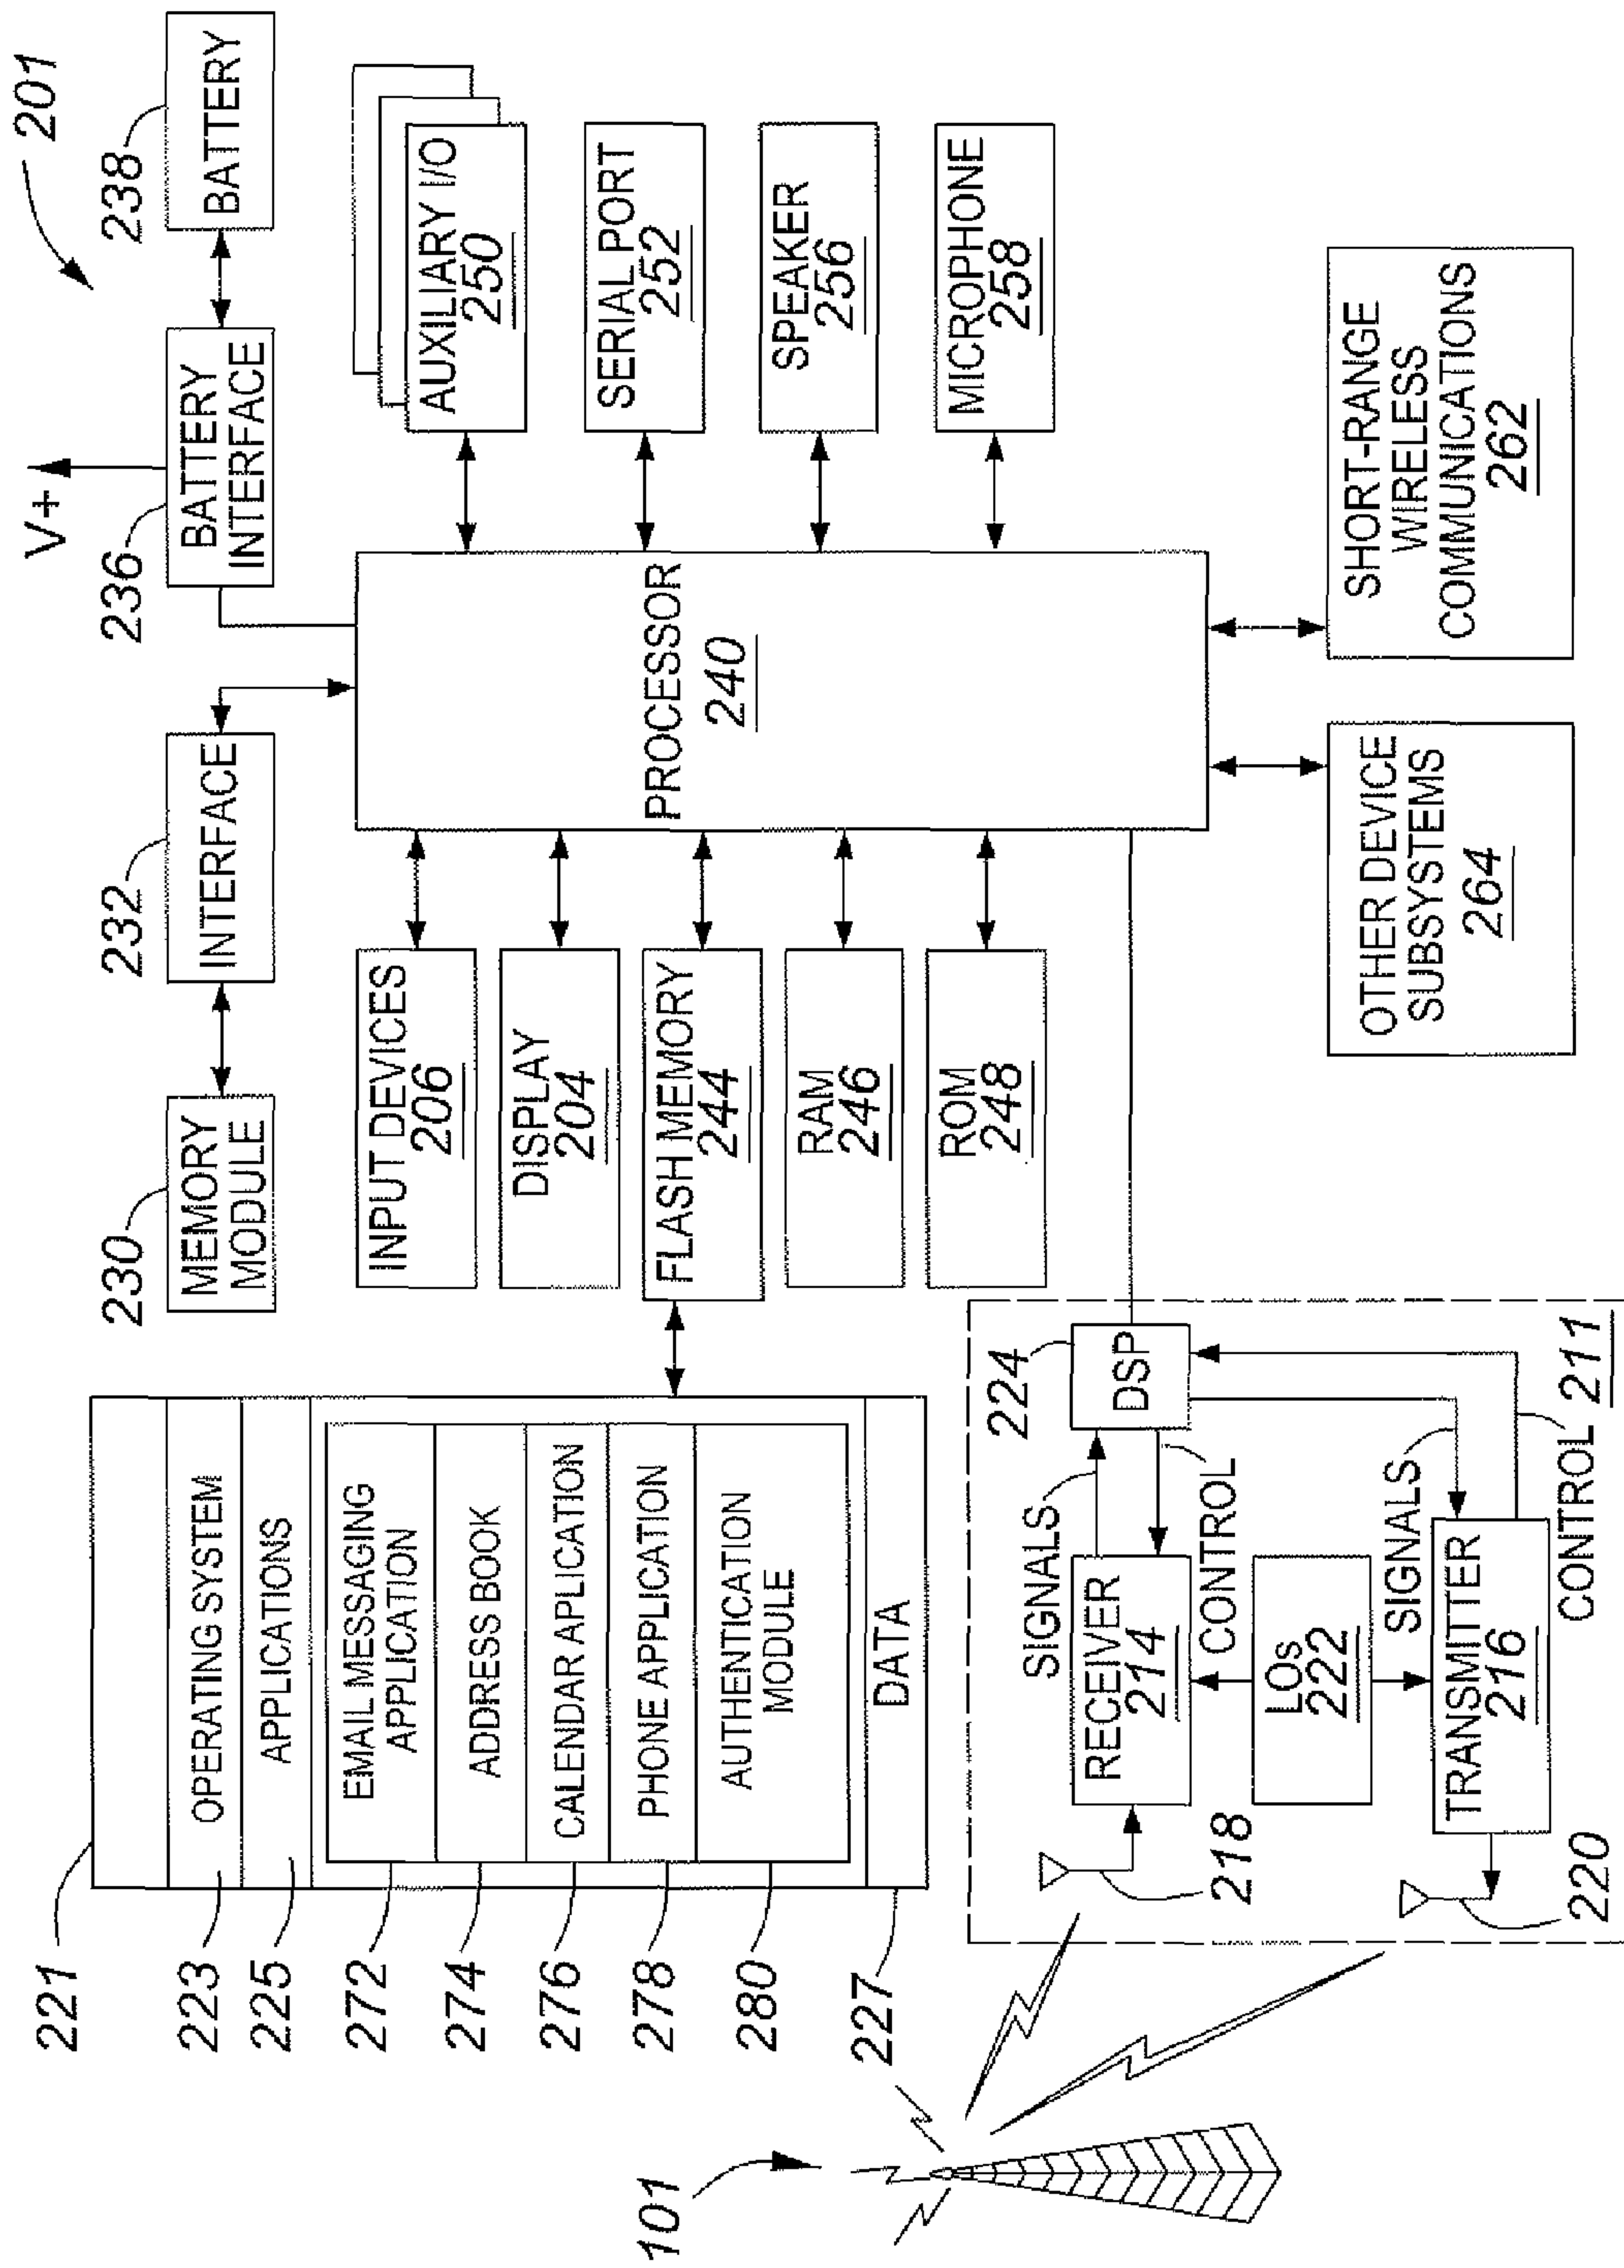 201
V+
230
MEMORY
MODULE
232
INTERFACE
236
BATTERY
INTERFACE
238
BATTERY
221
223
OPERATING SYSTEM
225
APPLICATIONS
272
EMAIL MESSAGING
APPLICATION
274
ADDRESS BOOK
276
CALENDAR APLICATION
278
PHONE APPLICATION
280
AUTHENTICATION
MODULE
227
DATA
INPUT DEVICES
206
DISPLAY
204
FLASH MEMORY
244
RAM
246
ROM
248
PROCESSOR
240
AUXILIARY I/O
250
SERIAL PORT
252
SPEAKER
256
MICROPHONE
258
101
218
RECEIVER
214
SIGNALS
224
DSP
CONTROL
LOs
222
SIGNALS
TRANSMITTER
216
220
CONTROL
211
OTHER DEVICE
SUBSYSTEMS
264
SHORT-RANGE
WIRELESS
COMMUNICATIONS
262